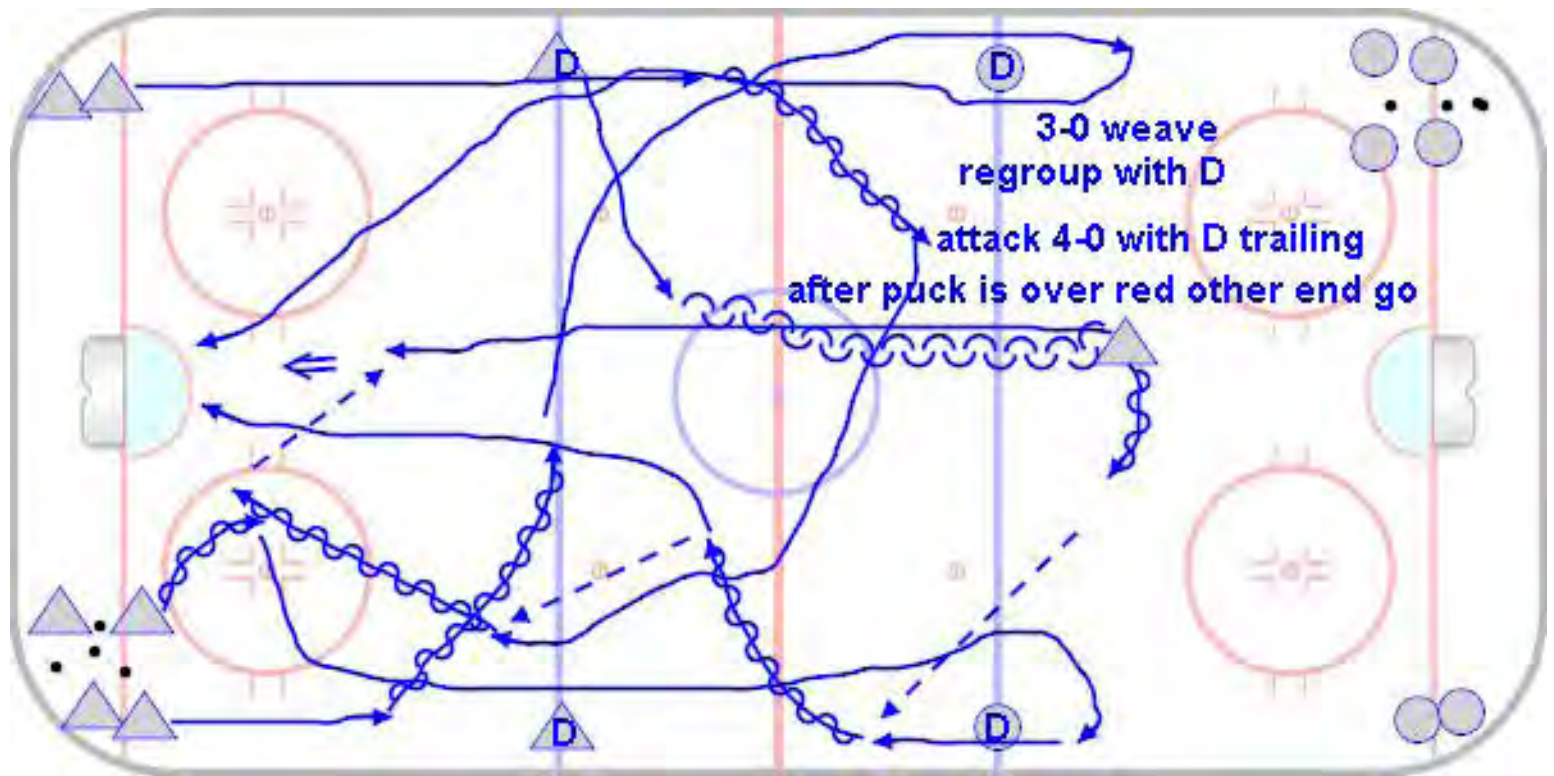 D
D
3-0 weave
regroup with D
attack 4-0 with D trailing
after puck is over red other end go
D
D